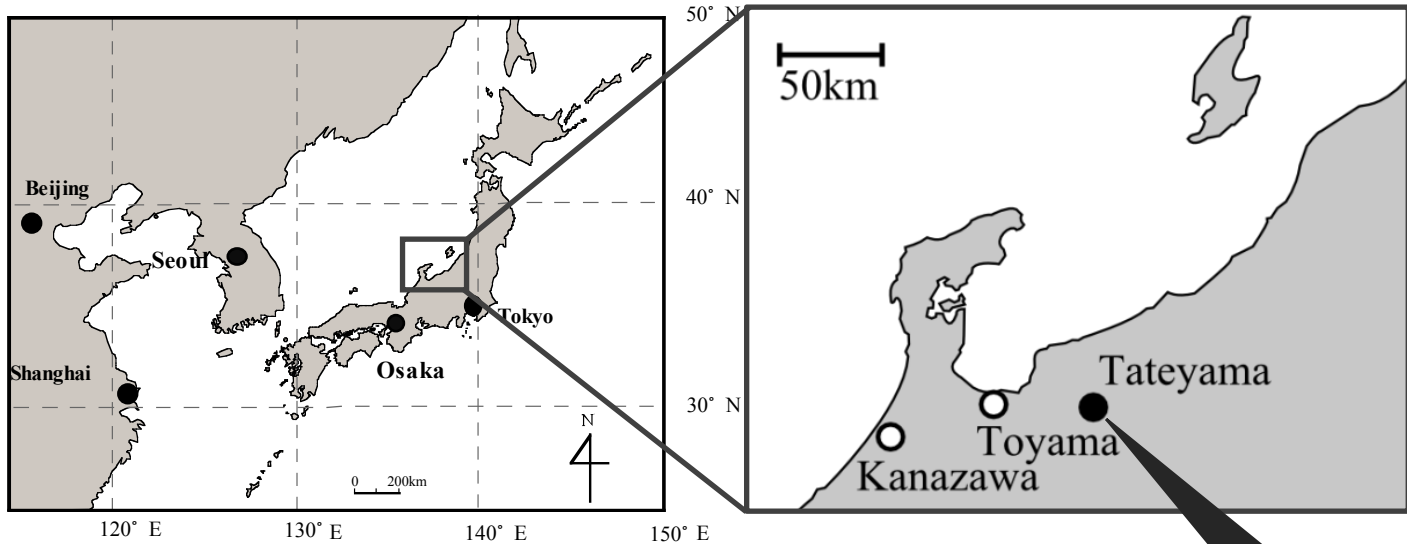 50° N
50km
Beijing
40° N
Seoul
Tokyo
Osaka
Shanghai
30° N
N
0 200km
120° E
130° E
140° E
150° E
Tateyama
Toyama
Kanazawa